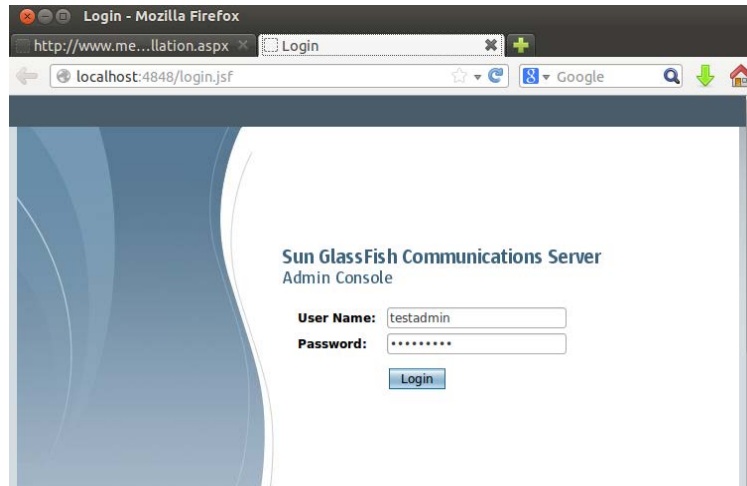 Login - Mozilla Firefox
http://www.me...llation.aspx
Login
localhost:4848/login.jsf
Google
Sun GlassFish Communications Server
Admin Console
User Name: testadmin
Password: •••••••••
Login